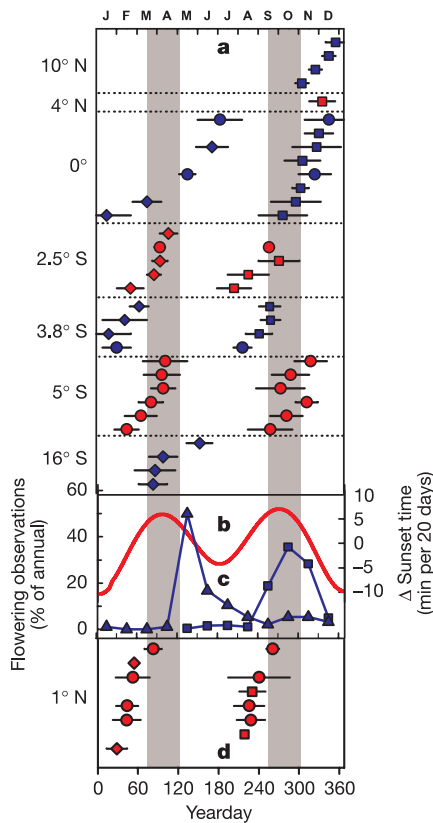 J F M A M J J A S O N D
a
10° N
4° N
0°
2.5° S
3.8° S
5° S
16° S
60
40
20
0
Flowering observations
(% of annual)
b
c
10
5
0
−5
−10
Δ Sunset time
(min per 20 days)
1° N
d
0 60 120 180 240 300 360
Yearday